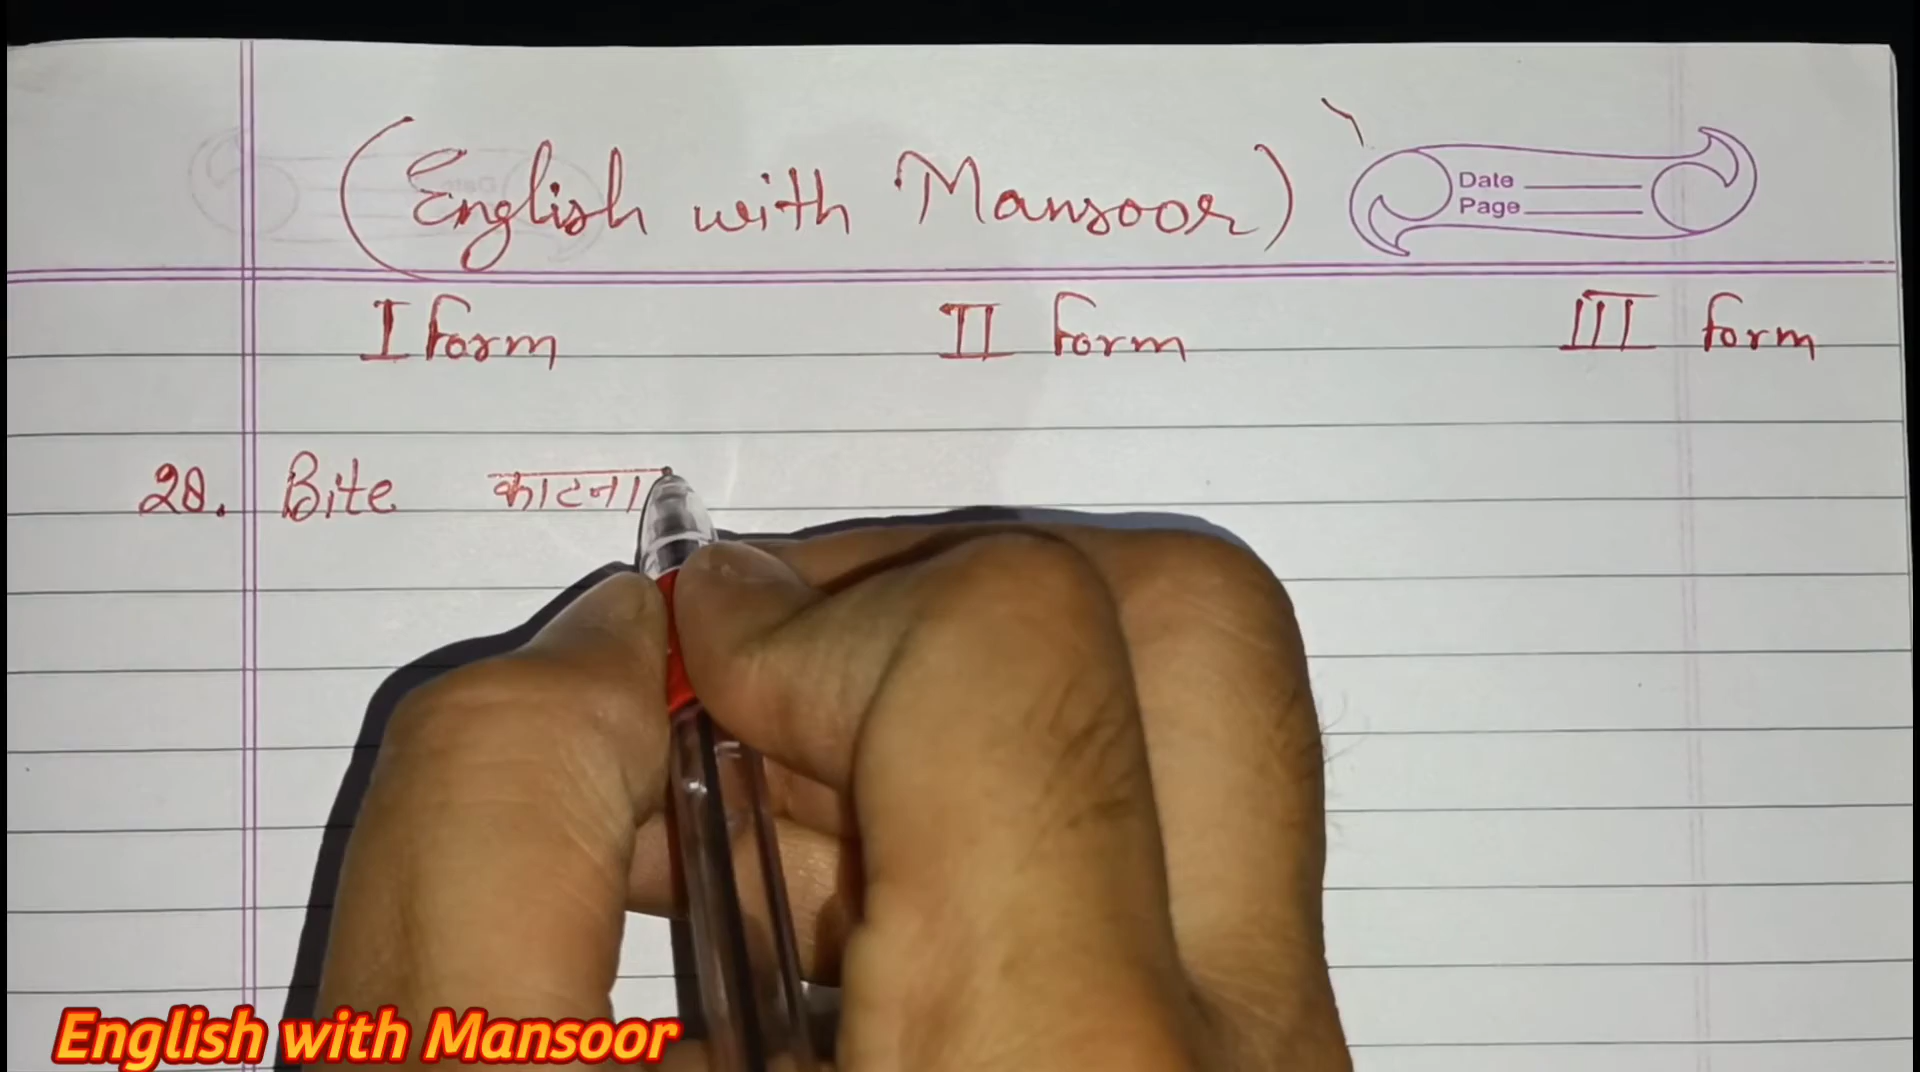 (English with Mansoor)
Date
Page
I form II form III form
28. Bite काटना
English with Mansoor